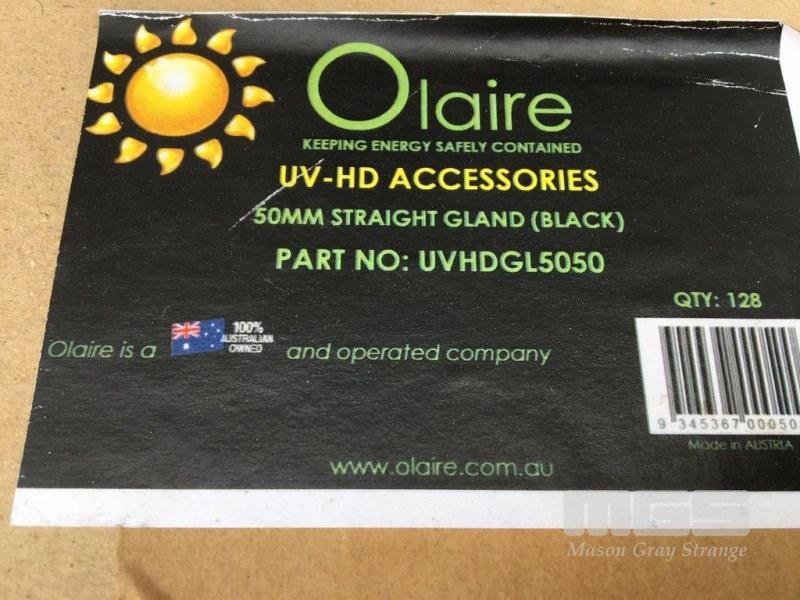 Olaire
KEEPING ENERGY SAFELY CONTAINED
UV-HD ACCESSORIES
50MM STRAIGHT GLAND (BLACK)
PART NO: UVHDGL5050
QTY: 128
Olaire is a 100% AUSTRALIAN OWNED and operated company
9 345367 00050
Made in AUSTRIA
www.olaire.com.au
MGS
Mason Gray Strange